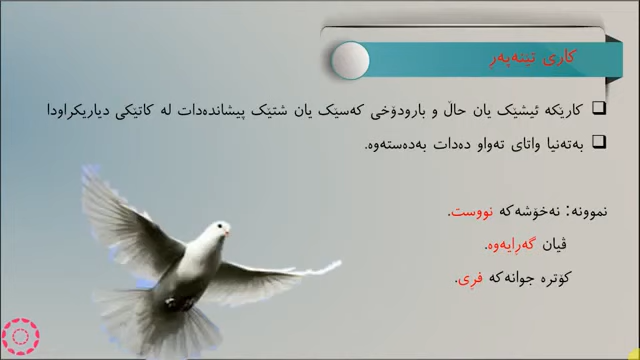 کاری تێنەپەڕ
کارێکە ئیشێک یان حاڵ و بارودۆخی کەسێک یان شتێک پیشاندەدات لە کاتێکی دیاریکراودا
بەتەنیا واتای تەواو دەدات بەدەستەوە.
نموونە: نەخۆشەکە نووست.
ڤیان گەڕایەوە.
کۆترە جوانەکە فڕی.